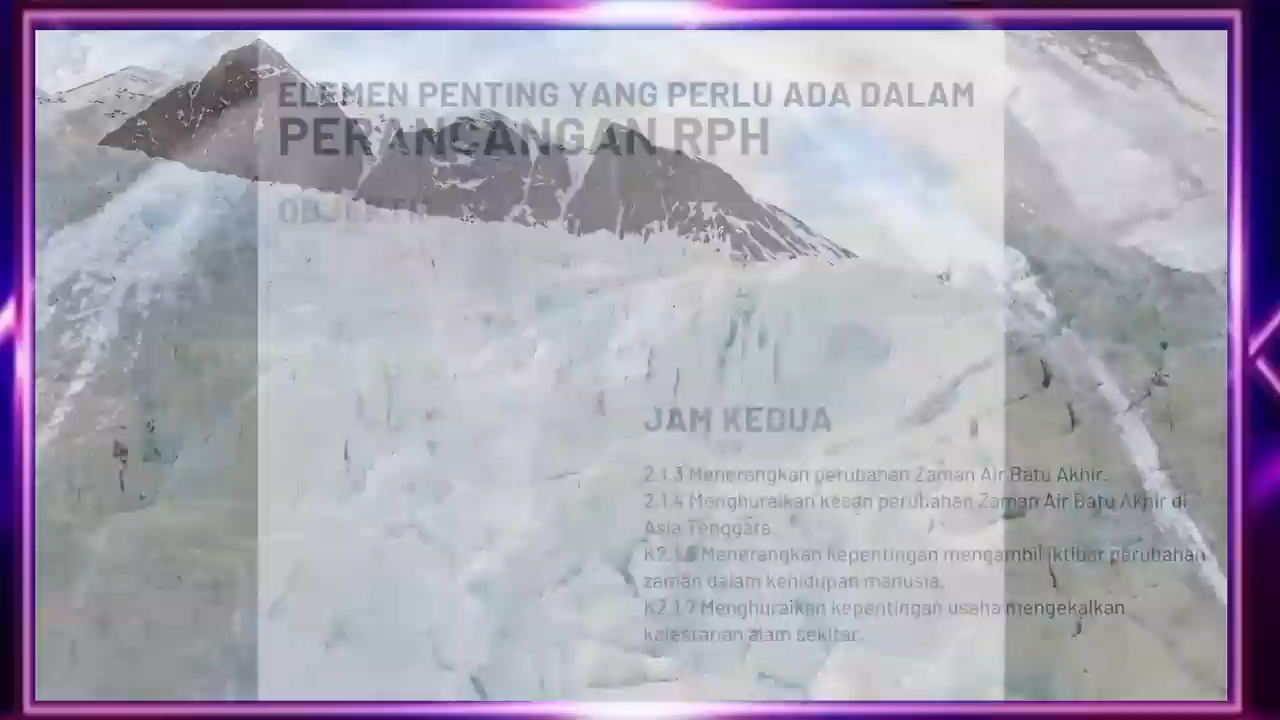 ELEMEN PENTING YANG PERLU ADA DALAM
PERANCANGAN RPH
OBJEKTIF
JAM KEDUA
2.1.3 Menerangkan perubahan Zaman Air Batu Akhir.
2.1.4 Menghuraikan kesan perubahan Zaman Air Batu Akhir di
Asia Tenggara.
Menerangkan kepentingan mengambil iktibar perubahan
zaman dalam kehidupan manusia.
K2.1.7 Menghuraikan kepentingan usaha mengekalkan
kelestarian alam sekitar.